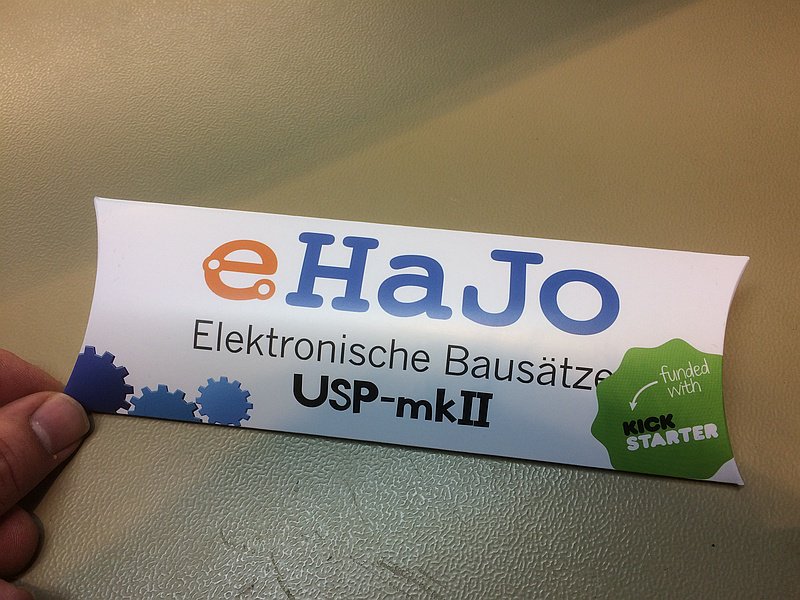 eHaJo
Elektronische Bausätze
USP-mkII
funded
with
KICK
STARTER